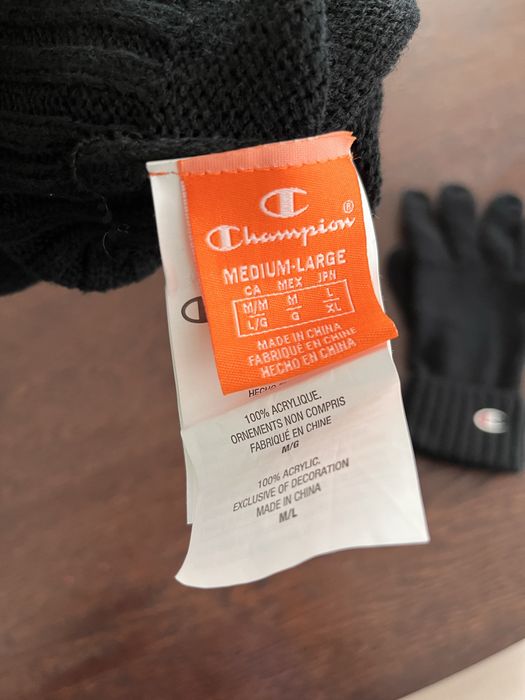 Champion®
MEDIUM-LARGE
CA MEX JPN
M/M M L
L/G G XL
MADE IN CHINA
FABRIQUÉ EN CHINE
HECHO EN CHINA
HECHO
100% ACRYLIQUE.
ORNEMENTS NON COMPRIS
FABRIQUÉ EN CHINE
M/G
100% ACRYLIC.
EXCLUSIVE OF DECORATION
MADE IN CHINA
M/L